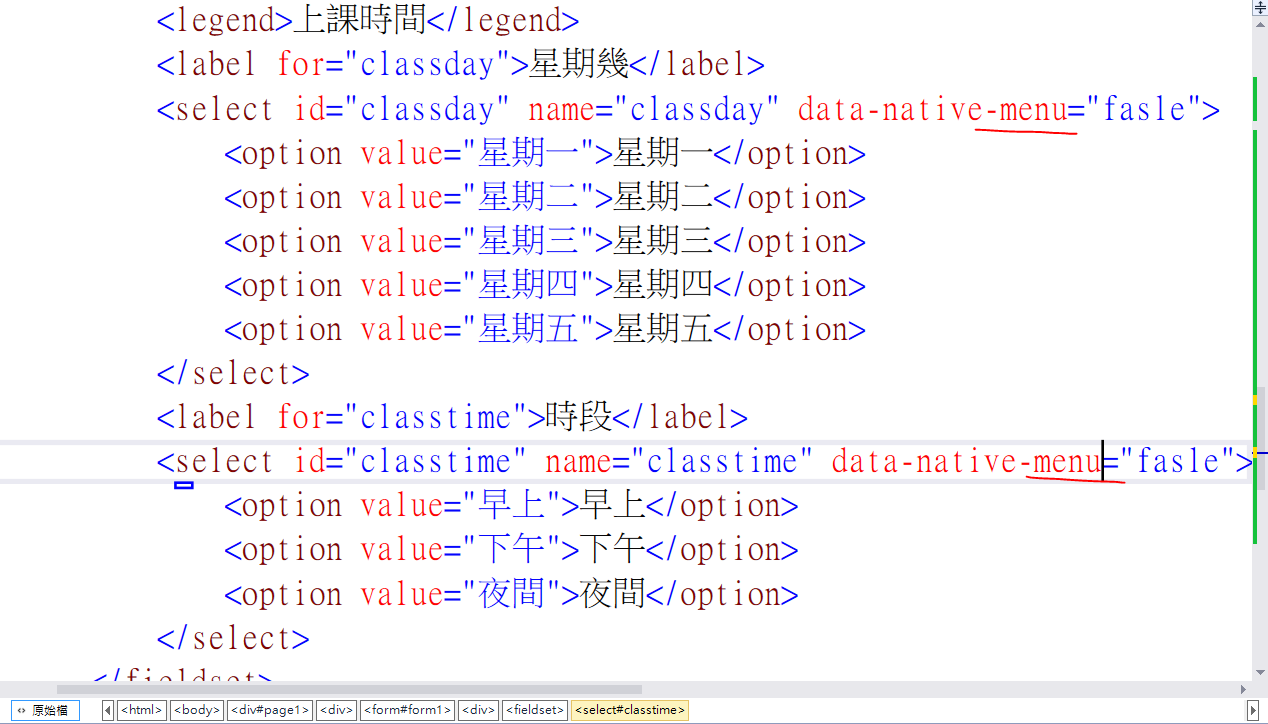 <legend>上課時間</legend>
<label for="classday">星期幾</label>
<select id="classday" name="classday" data-native-menu="fasle">
<option value="星期一">星期一</option>
<option value="星期二">星期二</option>
<option value="星期三">星期三</option>
<option value="星期四">星期四</option>
<option value="星期五">星期五</option>
</select>
<label for="classtime">時段</label>
<select id="classtime" name="classtime" data-native-menu="fasle">
<option value="早上">早上</option>
<option value="下午">下午</option>
<option value="夜間">夜間</option>
</select>
</fieldset>
原始檔 <html> <body> <div#page1> <div> <form#form1> <div> <fieldset> <select#classtime>